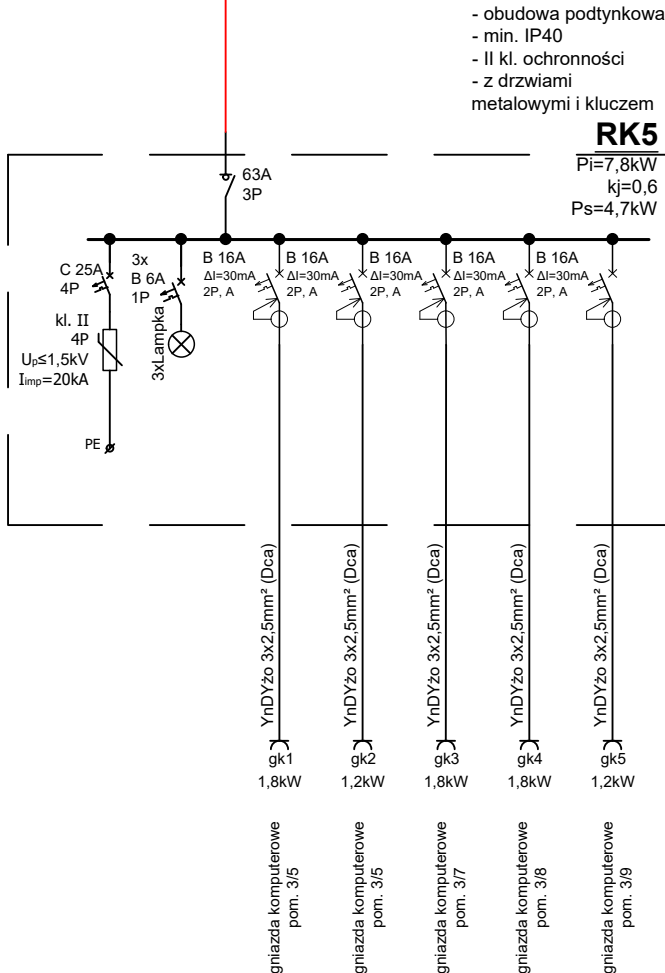 - obudowa podtynkowa
- min. IP40
- II kl. ochronności
- z drzwiami
metalowymi i kluczem
RK5
Pi=7,8kW
kj=0,6
Ps=4,7kW
63A
3P
C 25A
4P
kl. II
4P
Up≤1,5kV
Iimp=20kA
PE
3x
B 6A
1P
3xLampka
B 16A
ΔI=30mA
2P, A
B 16A
ΔI=30mA
2P, A
B 16A
ΔI=30mA
2P, A
B 16A
ΔI=30mA
2P, A
B 16A
ΔI=30mA
2P, A
YnDYżo 3x2,5mm² (Dca)
YnDYżo 3x2,5mm² (Dca)
YnDYżo 3x2,5mm² (Dca)
YnDYżo 3x2,5mm² (Dca)
YnDYżo 3x2,5mm² (Dca)
gk1
1,8kW
gniazda komputerowe
pom. 3/5
gk2
1,2kW
gniazda komputerowe
pom. 3/5
gk3
1,8kW
gniazda komputerowe
pom. 3/7
gk4
1,8kW
gniazda komputerowe
pom. 3/8
gk5
1,2kW
gniazda komputerowe
pom. 3/9